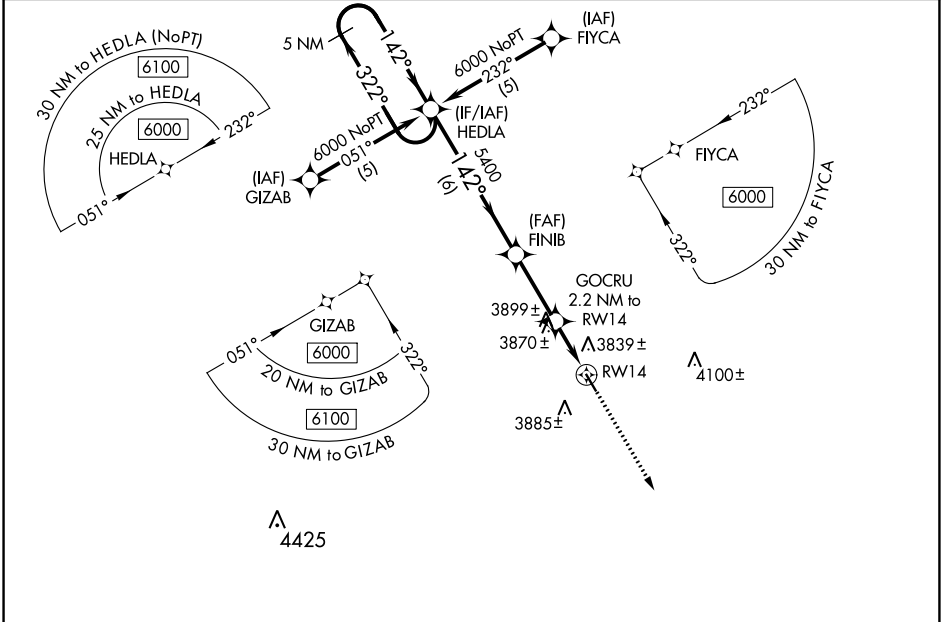 30 NM to HEDLA (NoPT)
6100
25 NM to HEDLA
6000
HEDLA
232°
051°
5 NM
142°
322°
(IAF)
FIYCA
6000 NoPT
232°
(5)
(IF/IAF)
HEDLA
6000 NoPT
051°
(5)
(IAF)
GIZAB
5400
142°
(6)
232°
FIYCA
6000
322°
30 NM to FIYCA
(FAF)
FINIB
GOCRU
2.2 NM to
RW14
3899±
3870±
3839±
RW14
4100±
3885±
GIZAB
051°
6000
322°
20 NM to GIZAB
6100
30 NM to GIZAB
4425